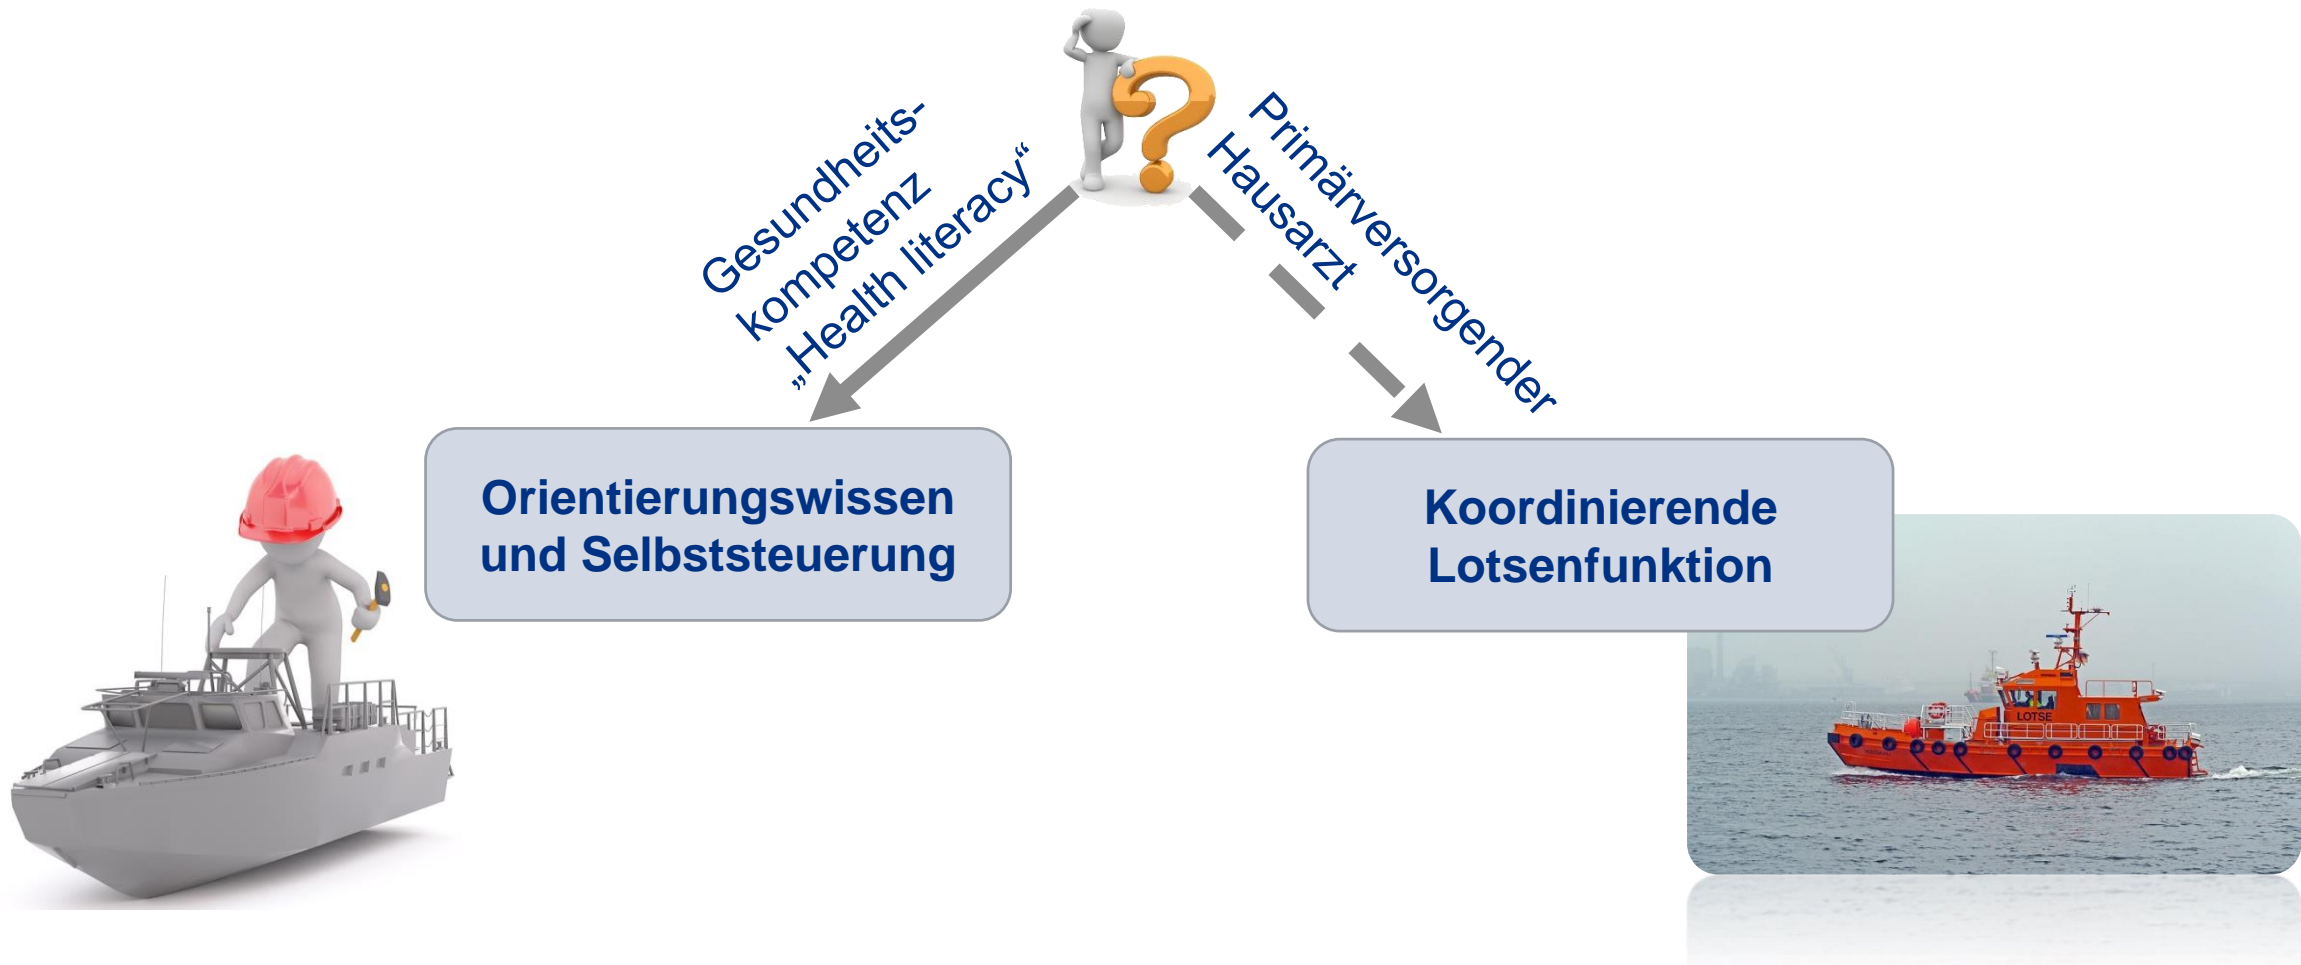 Gesundheits-
kompetenz
„Health literacy“
Primärversorgender
Hausarzt
Orientierungswissen
und Selbststeuerung
Koordinierende
Lotsenfunktion
LOTSE